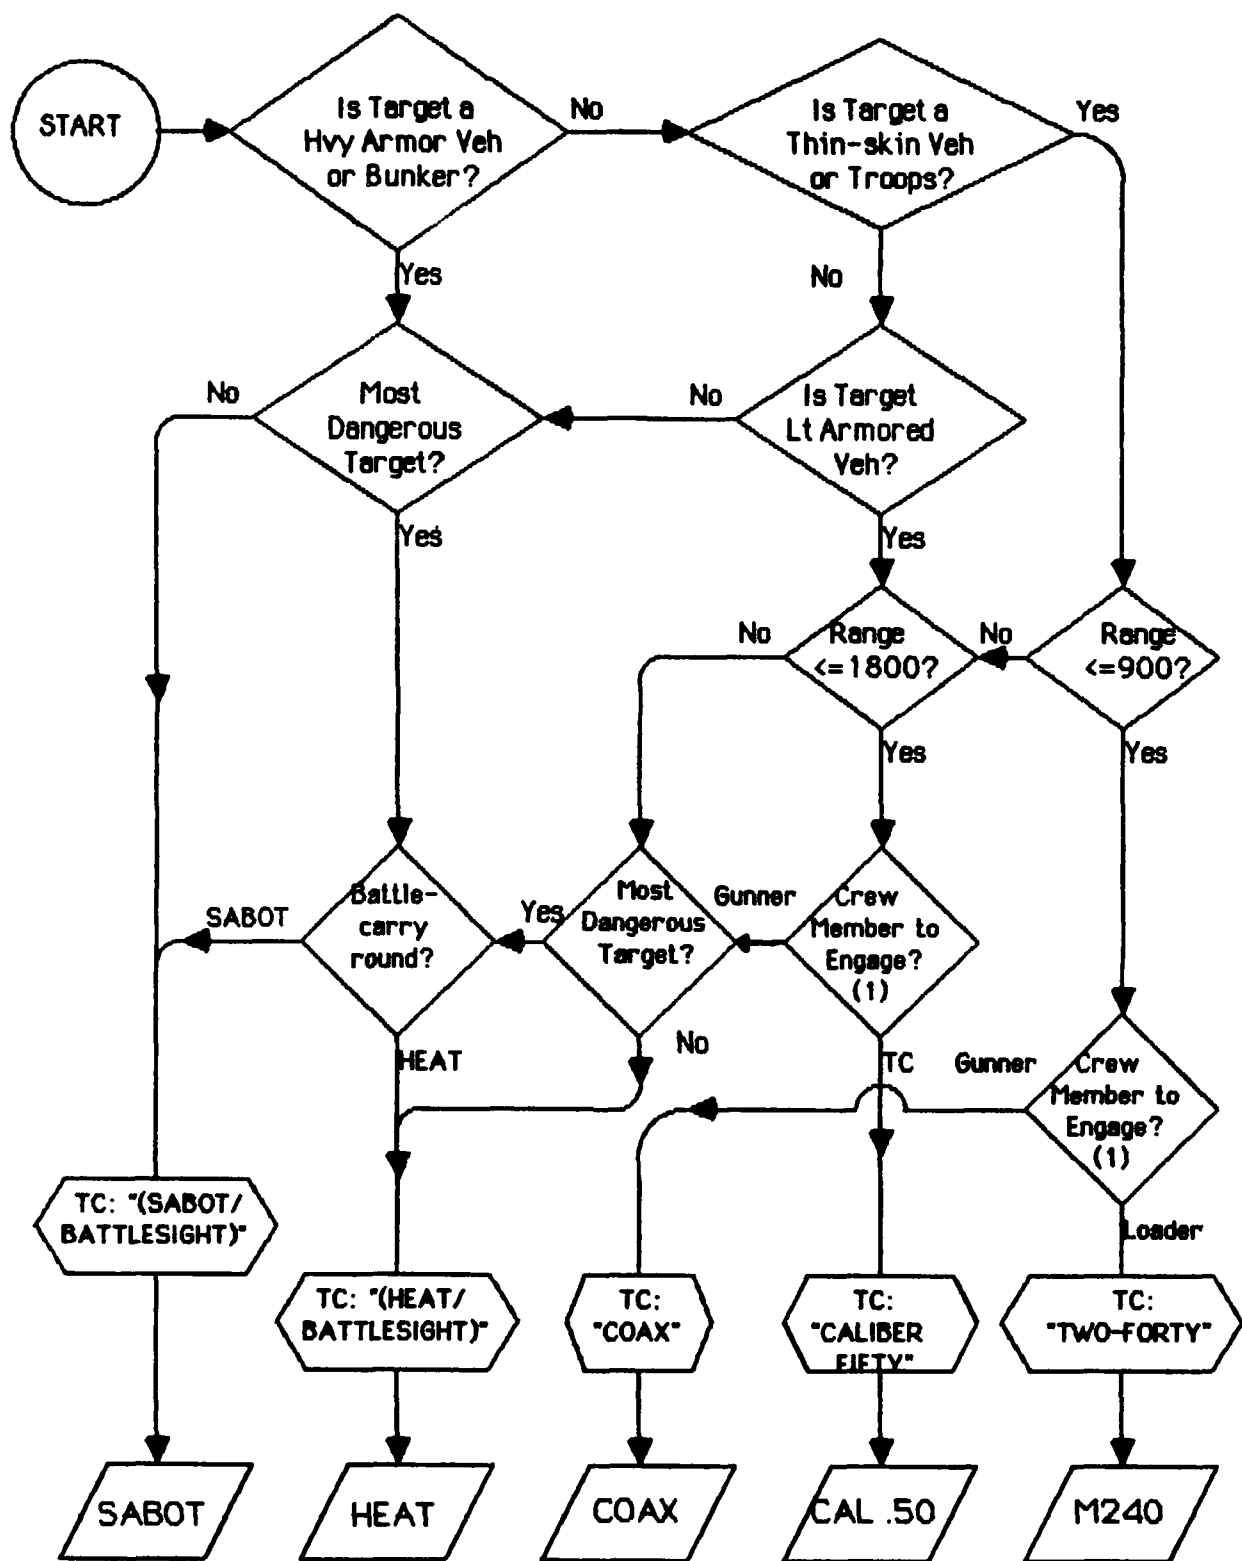 START
Is Target a
Hvy Armor Veh
or Bunker?
No
Is Target a
Thin-skin Veh
or Troops?
Yes
Yes
No
No
Most
Dangerous
Target?
No
Is Target
Lt Armored
Veh?
Yes
Yes
No
Range
<=1800?
No
Range
<=900?
Yes
Yes
SABOT
Battle-
carry
round?
Yes
Most
Dangerous
Target?
Gunner
Crew
Member to
Engage?
(1)
HEAT
No
TC
Gunner
Crew
Member to
Engage?
(1)
Loader
TC: "(SABOT/
BATTLESIGHT)"
TC: "(HEAT/
BATTLESIGHT)"
TC:
"COAX"
TC:
"CALIBER
FIFTY"
TC:
"TWO-FORTY"
SABOT
HEAT
COAX
CAL .50
M240